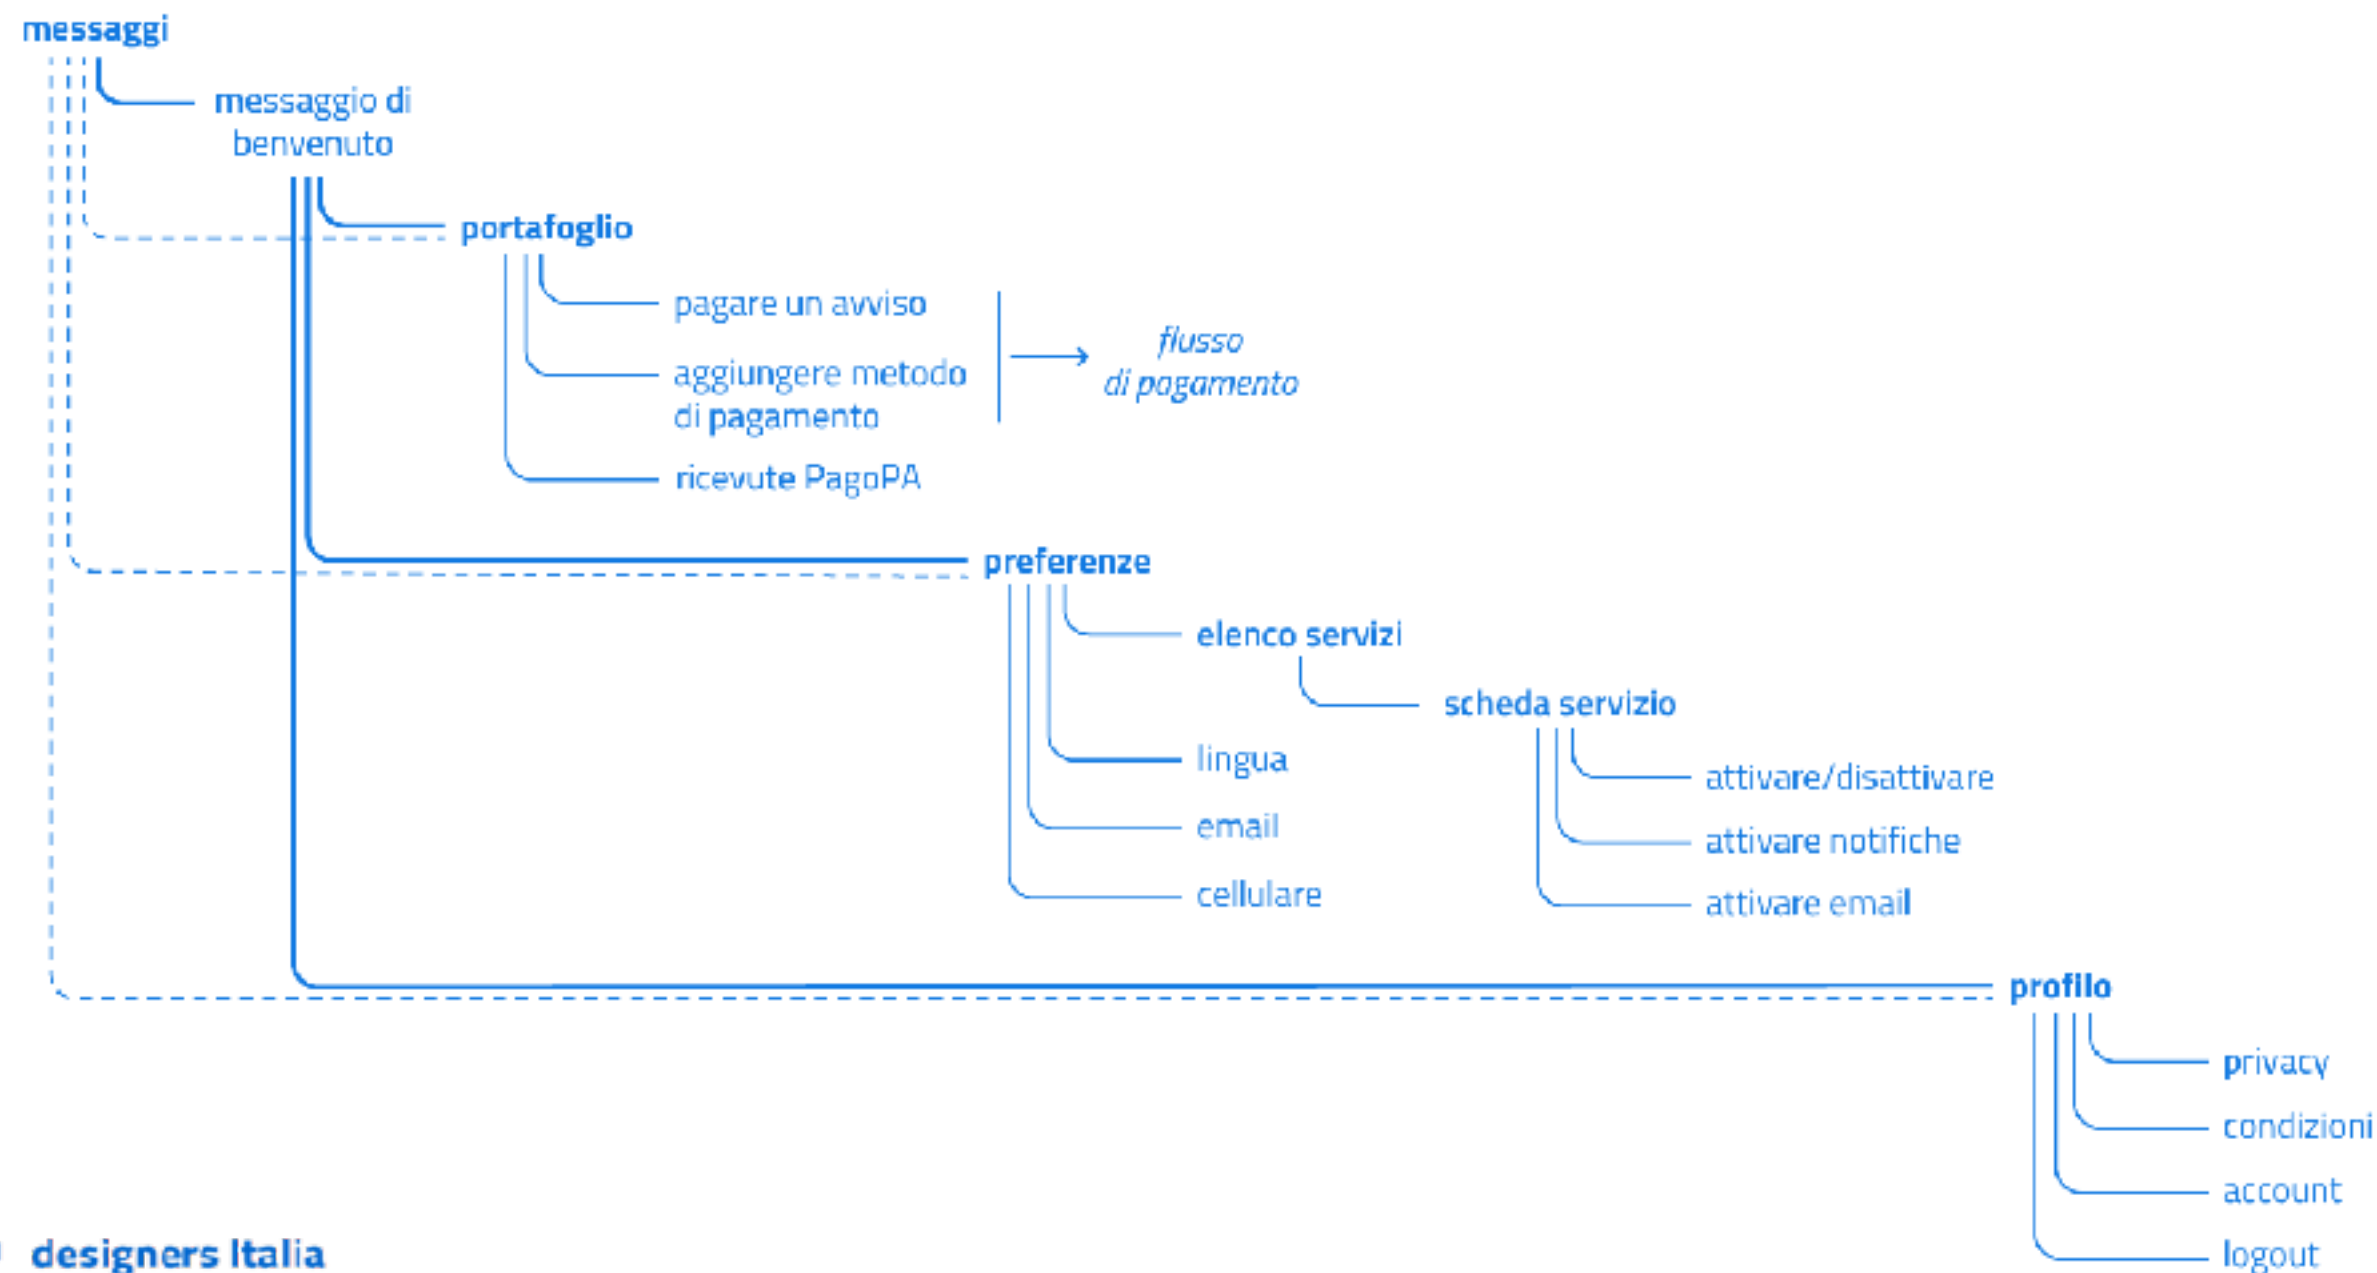 messaggi
messaggio di
benvenuto
portafoglio
pagare un avviso
aggiungere metodo
di pagamento
flusso
di pagamento
ricevute PagoPA
preferenze
elenco servizi
scheda servizio
lingua
attivare/disattivare
email
attivare notifiche
cellulare
attivare email
profilo
privacy
condizioni
account
logout
designers Italia